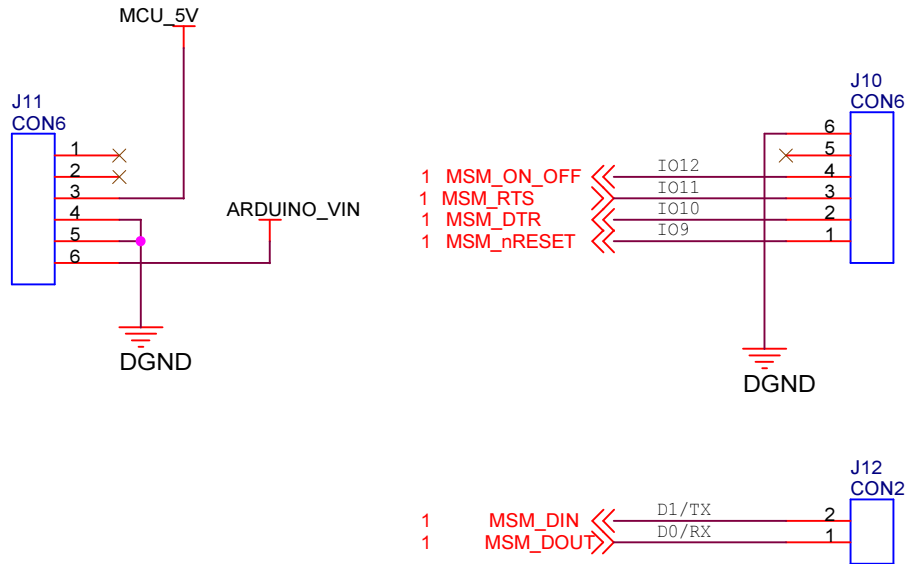 MCU_5V
J11
CON6
1
2
3
4
5
6
ARDUINO_VIN
DGND
J10
CON6
6
5
1 MSM_ON_OFF IO12 4
1 MSM_RTS IO11 3
1 MSM_DTR IO10 2
1 MSM_nRESET IO9 1
DGND
J12
CON2
1 MSM_DIN D1/TX 2
1 MSM_DOUT D0/RX 1